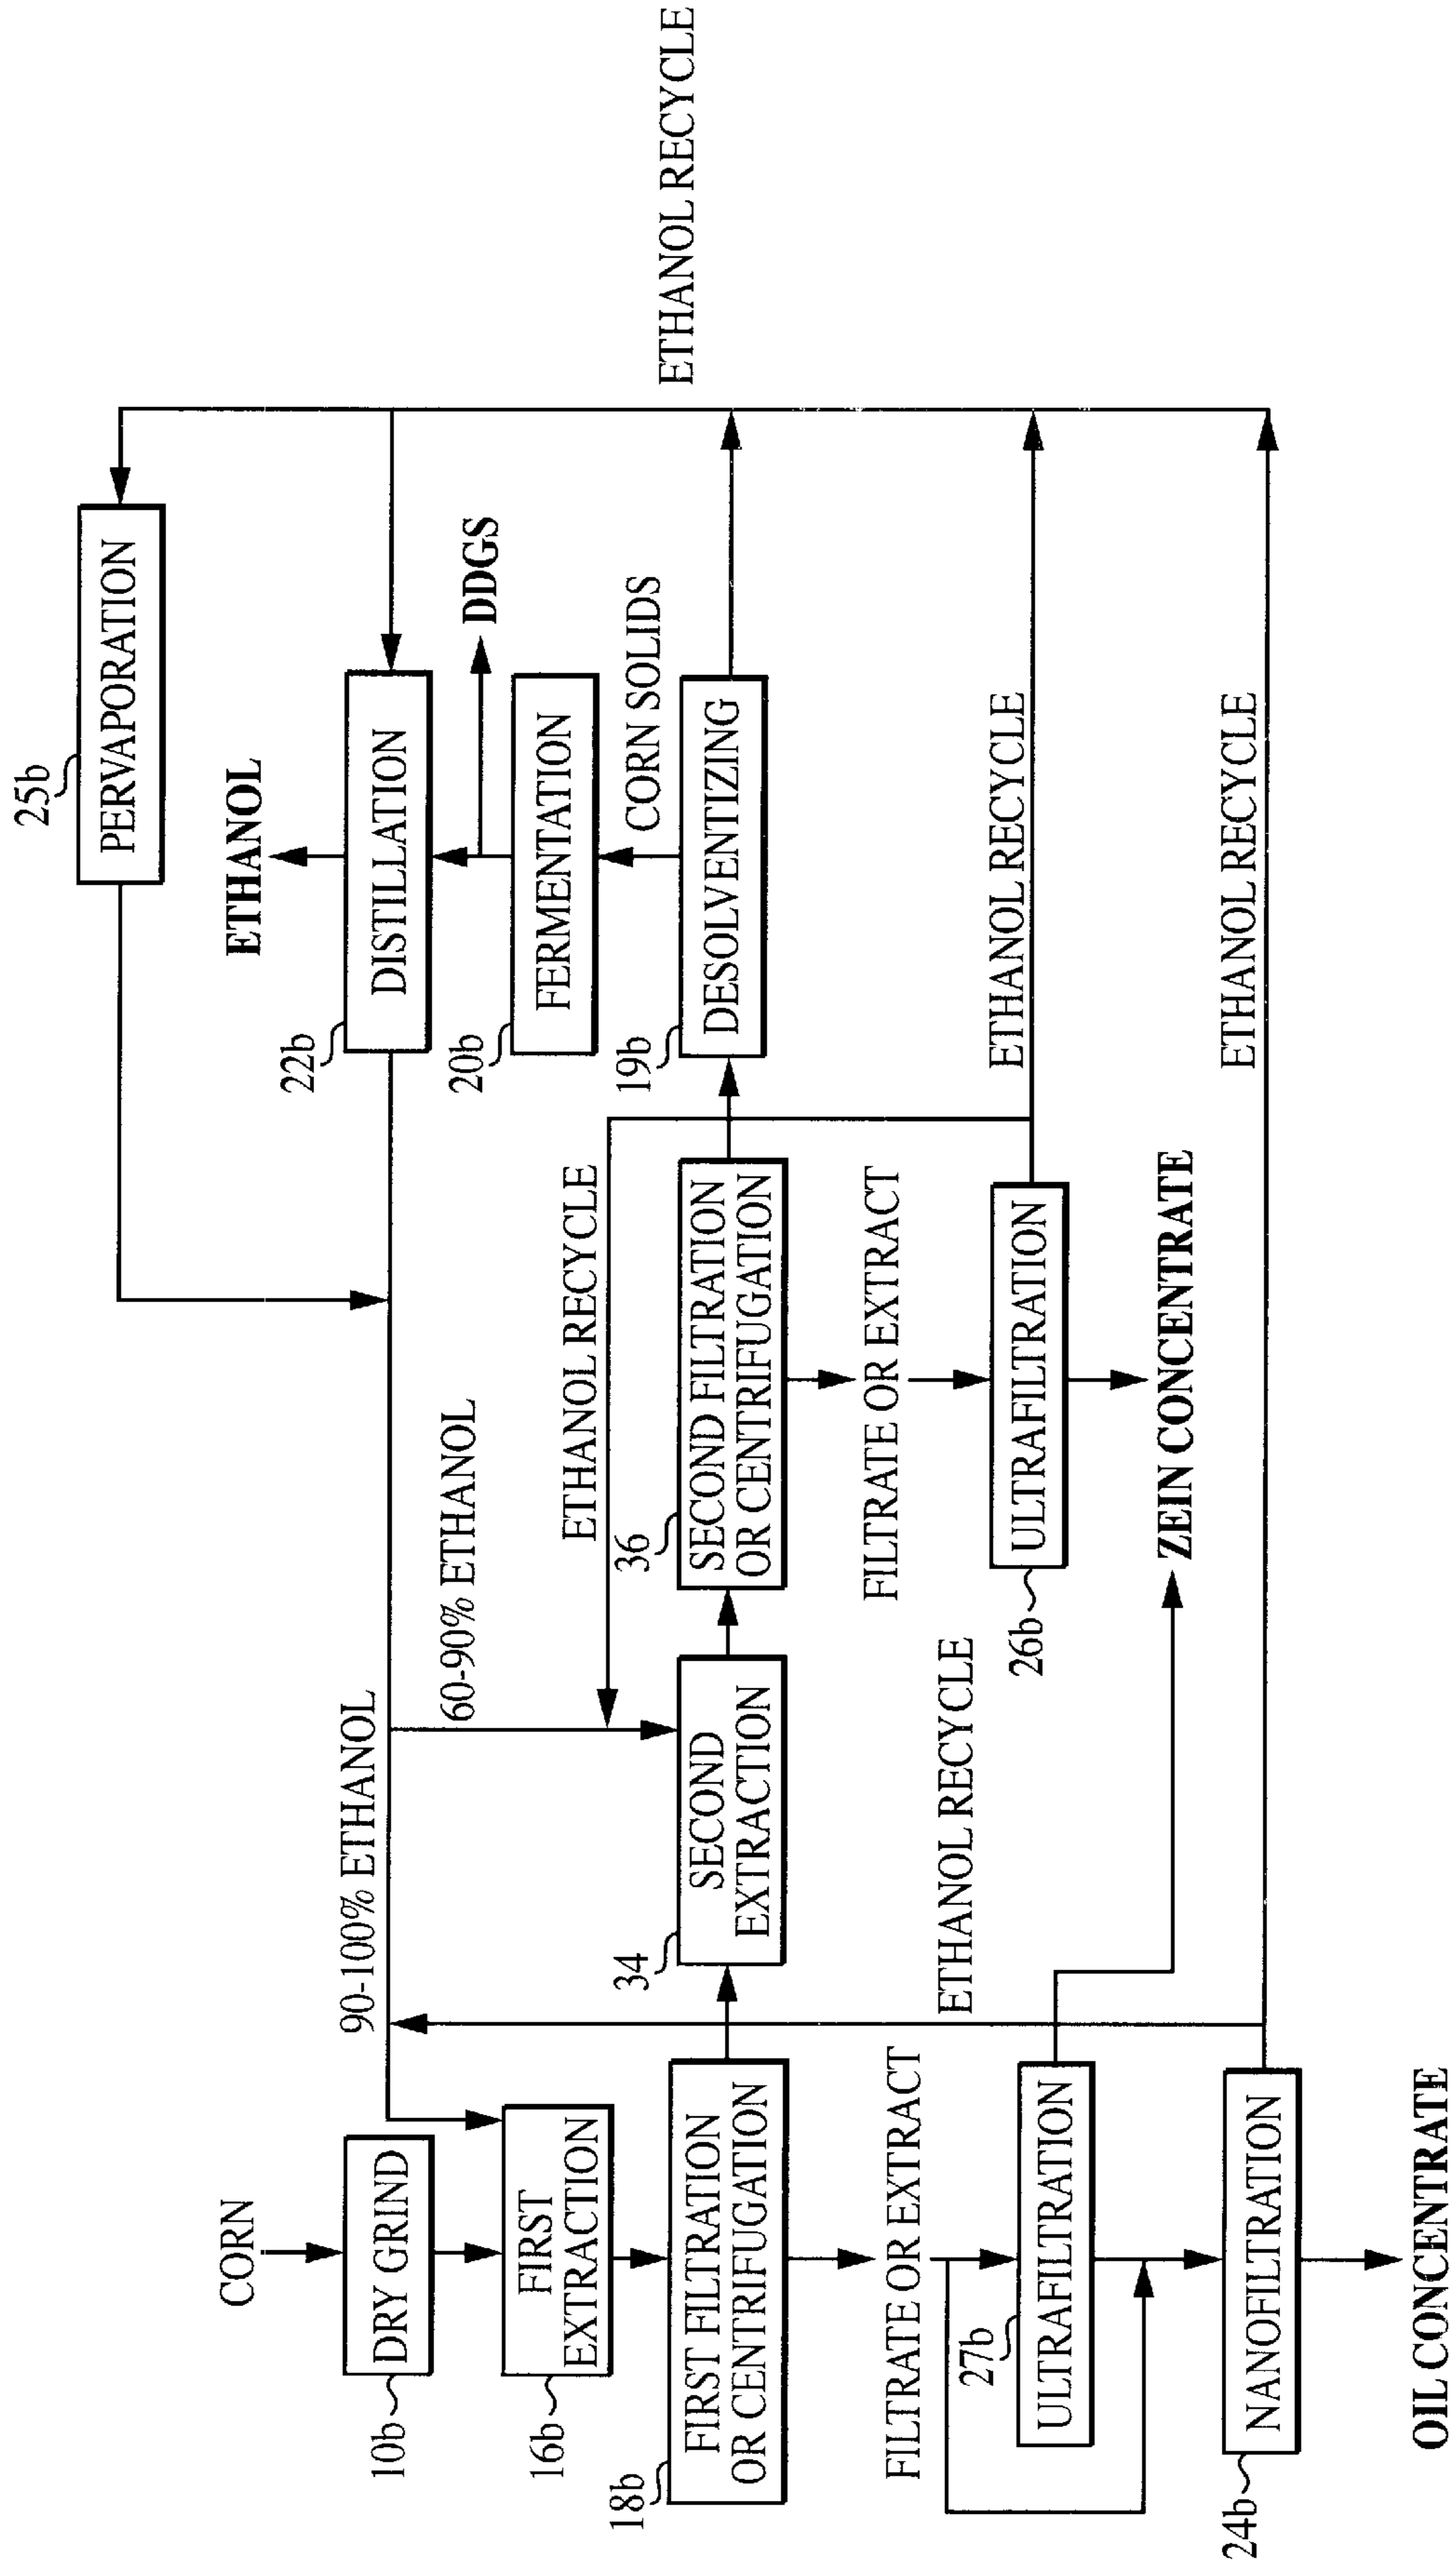 CORN
DRY GRIND
10b
FIRST
EXTRACTION
16b
FIRST FILTRATION
OR CENTRIFUGATION
18b
FILTRATE OR EXTRACT
ULTRAFILTRATION
27b
NANOFILTRATION
24b
OIL CONCENTRATE
90-100% ETHANOL
60-90% ETHANOL
SECOND
EXTRACTION
34
ETHANOL RECYCLE
ETHANOL RECYCLE
SECOND FILTRATION
OR CENTRIFUGATION
36
FILTRATE OR EXTRACT
ULTRAFILTRATION
26b
ZEIN CONCENTRATE
PERVAPORATION
25b
ETHANOL
DISTILLATION
22b
DDGS
FERMENTATION
20b
CORN SOLIDS
DESOLVENTIZING
19b
ETHANOL RECYCLE
ETHANOL RECYCLE
ETHANOL RECYCLE